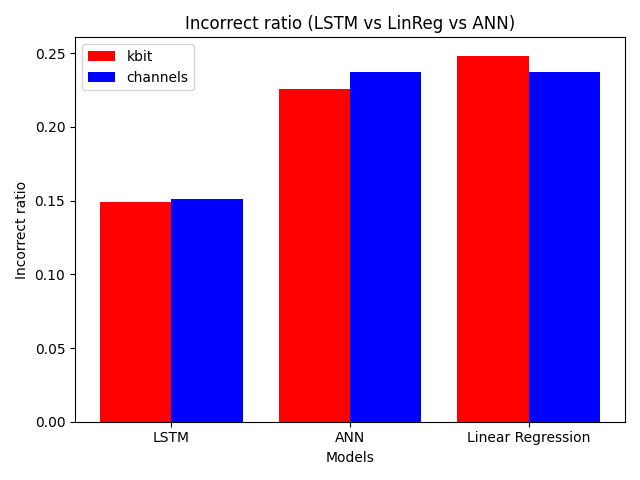 Incorrect ratio (LSTM vs LinReg vs ANN)
kbit
channels
0.25
0.20
0.15
0.10
0.05
0.00
Incorrect ratio
LSTM
ANN
Linear Regression
Models